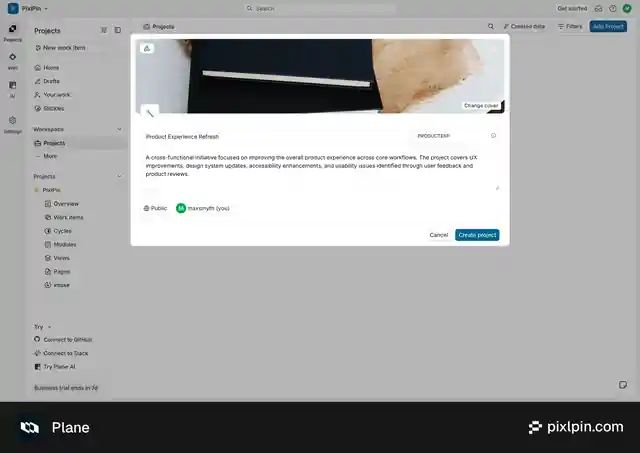 PixlPin
Search
Get started
Projects
Projects
Created date
Filters
Add Project
Projects
New work item
Wiki
Home
Drafts
AI
Your work
Stickies
Settings
Workspace
Projects
More
Projects
PixlPin
Overview
Work items
Cycles
Modules
Views
Pages
Intake
Try
Connect to GitHub
Connect to Slack
Try Plane AI
Business trial ends in 7d
Change cover
Product Experience Refresh
PRODUCTEXP
A cross-functional initiative focused on improving the overall product experience across core workflows. The project covers UX
improvements, design system updates, accessibility enhancements, and usability issues identified through user feedback and
product reviews.
Public
M
maxsmyth (you)
Cancel
Create project
Plane
pixlpin.com